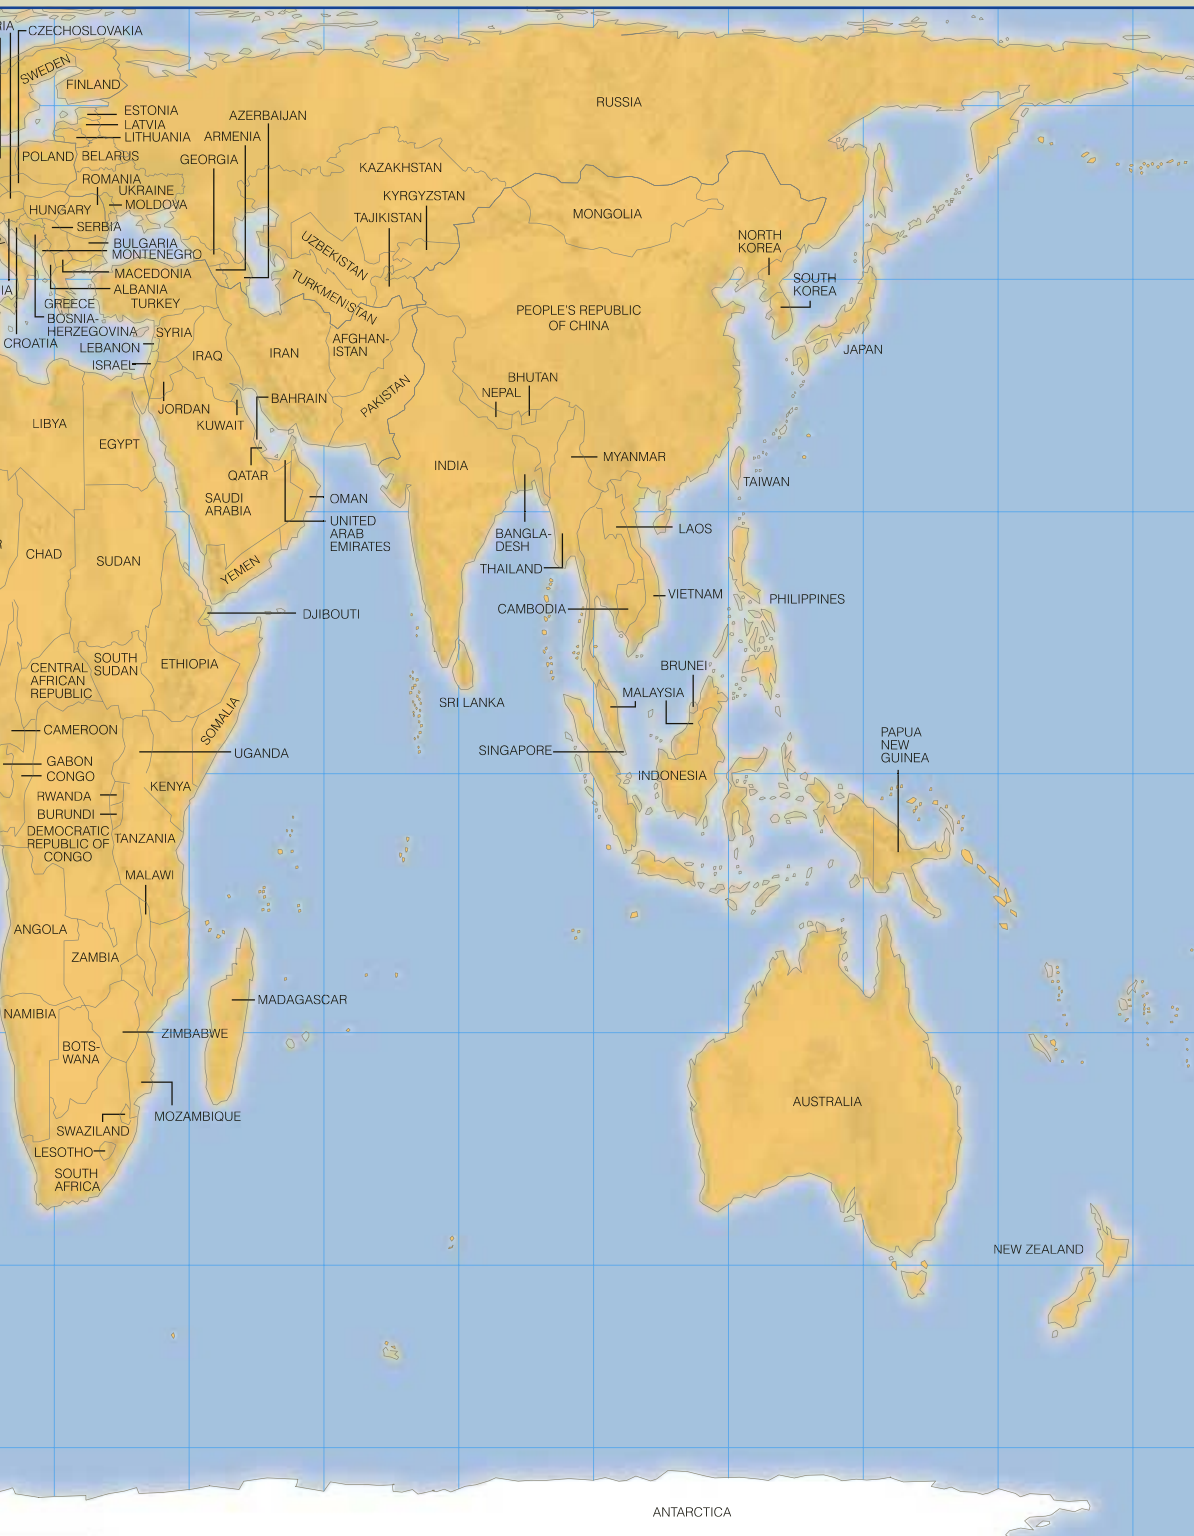 CZECHOSLOVAKIA
SWEDEN
FINLAND
RUSSIA
ESTONIA
LATVIA
LITHUANIA
AZERBAIJAN
ARMENIA
GEORGIA
POLAND
BELARUS
KAZAKHSTAN
ROMANIA
UKRAINE
MOLDOVA
HUNGARY
KYRGYZSTAN
TAJIKISTAN
MONGOLIA
SERBIA
BULGARIA
MONTENEGRO
UZBEKISTAN
NORTH
KOREA
MACEDONIA
ALBANIA
TURKMENISTAN
SOUTH
KOREA
IA
GREECE
TURKEY
BOSNIA-
HERZEGOVINA
CROATIA
SYRIA
LEBANON
ISRAEL
IRAQ
IRAN
AFGHAN-
ISTAN
PEOPLE'S REPUBLIC
OF CHINA
JAPAN
PAKISTAN
BHUTAN
NEPAL
BAHRAIN
JORDAN
KUWAIT
LIBYA
EGYPT
INDIA
MYANMAR
QATAR
TAIWAN
SAUDI
ARABIA
OMAN
UNITED
ARAB
EMIRATES
BANGLA-
DESH
LAOS
CHAD
SUDAN
YEMEN
THAILAND
VIETNAM
PHILIPPINES
CAMBODIA
DJIBOUTI
SOUTH
SUDAN
ETHIOPIA
CENTRAL
AFRICAN
REPUBLIC
BRUNEI
MALAYSIA
SRI LANKA
SOMALIA
CAMEROON
PAPUA
NEW
GUINEA
UGANDA
SINGAPORE
GABON
CONGO
INDONESIA
KENYA
RWANDA
BURUNDI
DEMOCRATIC
REPUBLIC OF
CONGO
TANZANIA
MALAWI
ANGOLA
ZAMBIA
MADAGASCAR
NAMIBIA
ZIMBABWE
BOTS-
WANA
AUSTRALIA
MOZAMBIQUE
SWAZILAND
LESOTHO
SOUTH
AFRICA
NEW ZEALAND
ANTARCTICA